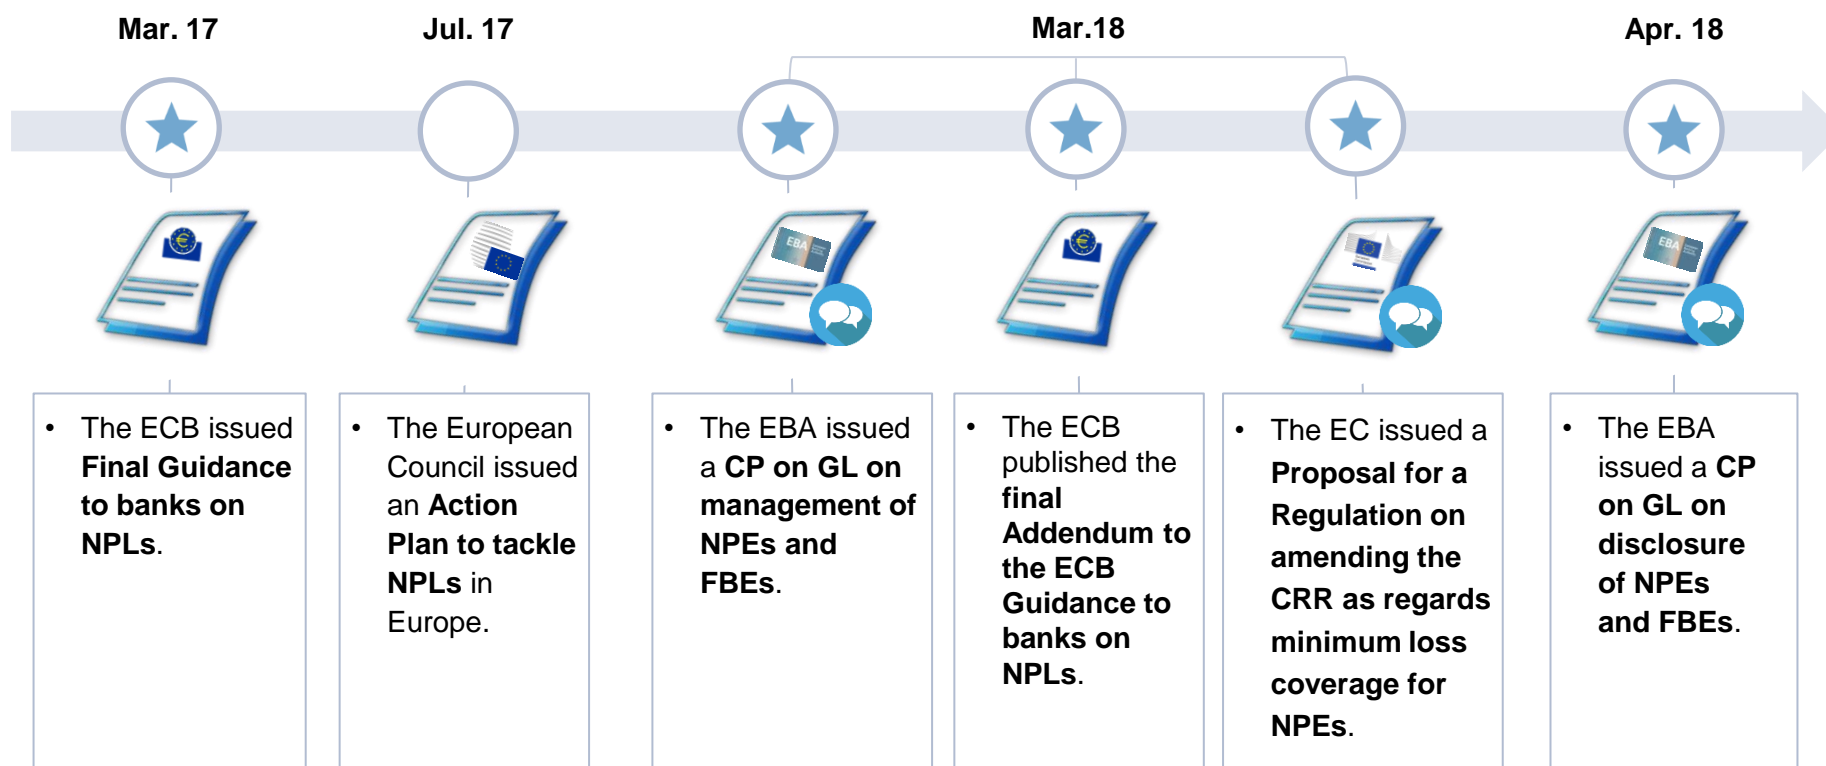 Mar. 17
Jul. 17
Mar.18
Apr. 18
EBA
EBA
• The ECB issued
Final Guidance
to banks on
NPLs.
• The European
Council issued
an Action
Plan to tackle
NPLs in
Europe.
• The EBA issued
a CP on GL on
management of
NPEs and
FBEs.
• The ECB
published the
final
Addendum to
the ECB
Guidance to
banks on
NPLs.
• The EC issued a
Proposal for a
Regulation on
amending the
CRR as regards
minimum loss
coverage for
NPEs.
• The EBA
issued a CP
on GL on
disclosure
of NPEs
and FBEs.